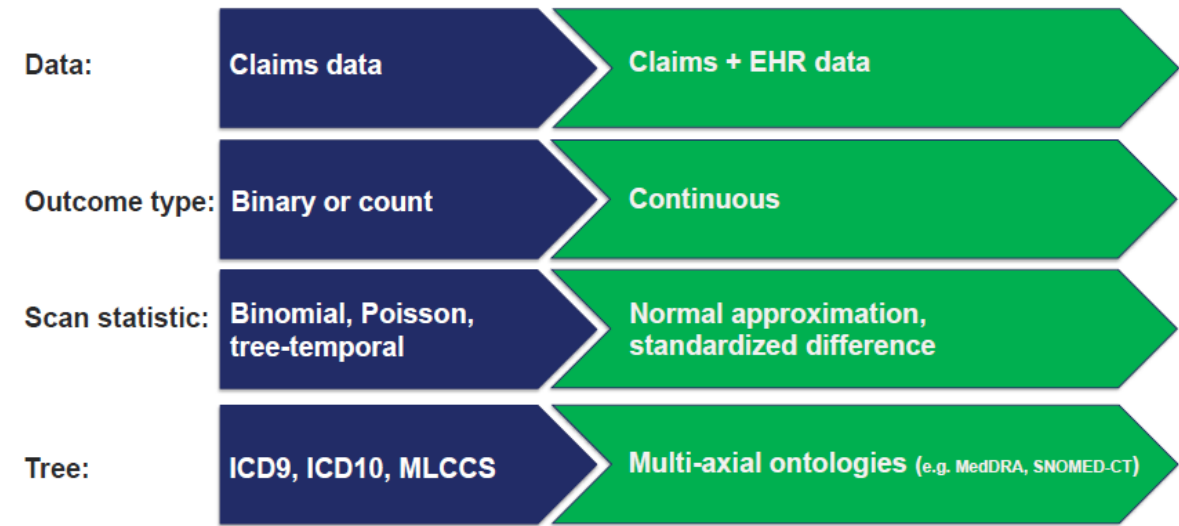 Data:
Claims data
Claims + EHR data
Outcome type:
Binary or count
Continuous
Scan statistic:
Binomial, Poisson,
tree-temporal
Normal approximation,
standardized difference
Tree:
ICD9, ICD10, MLCCS
Multi-axial ontologies (e.g. MedDRA, SNOMED-CT)